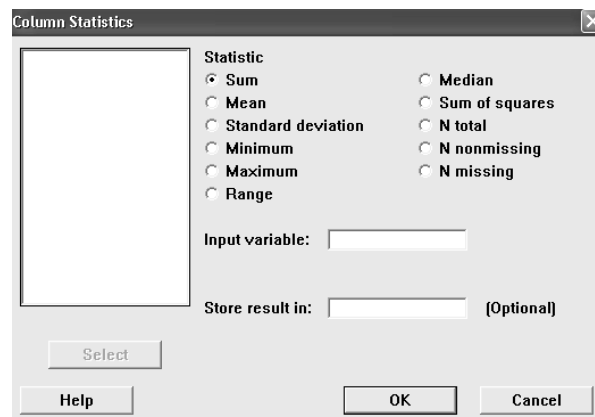 Column Statistics
Statistic
Sum
Median
Mean
Sum of squares
Standard deviation
N total
Minimum
N nonmissing
Maximum
N missing
Range
Input variable:
Store result in:
(Optional)
Select
Help
OK
Cancel